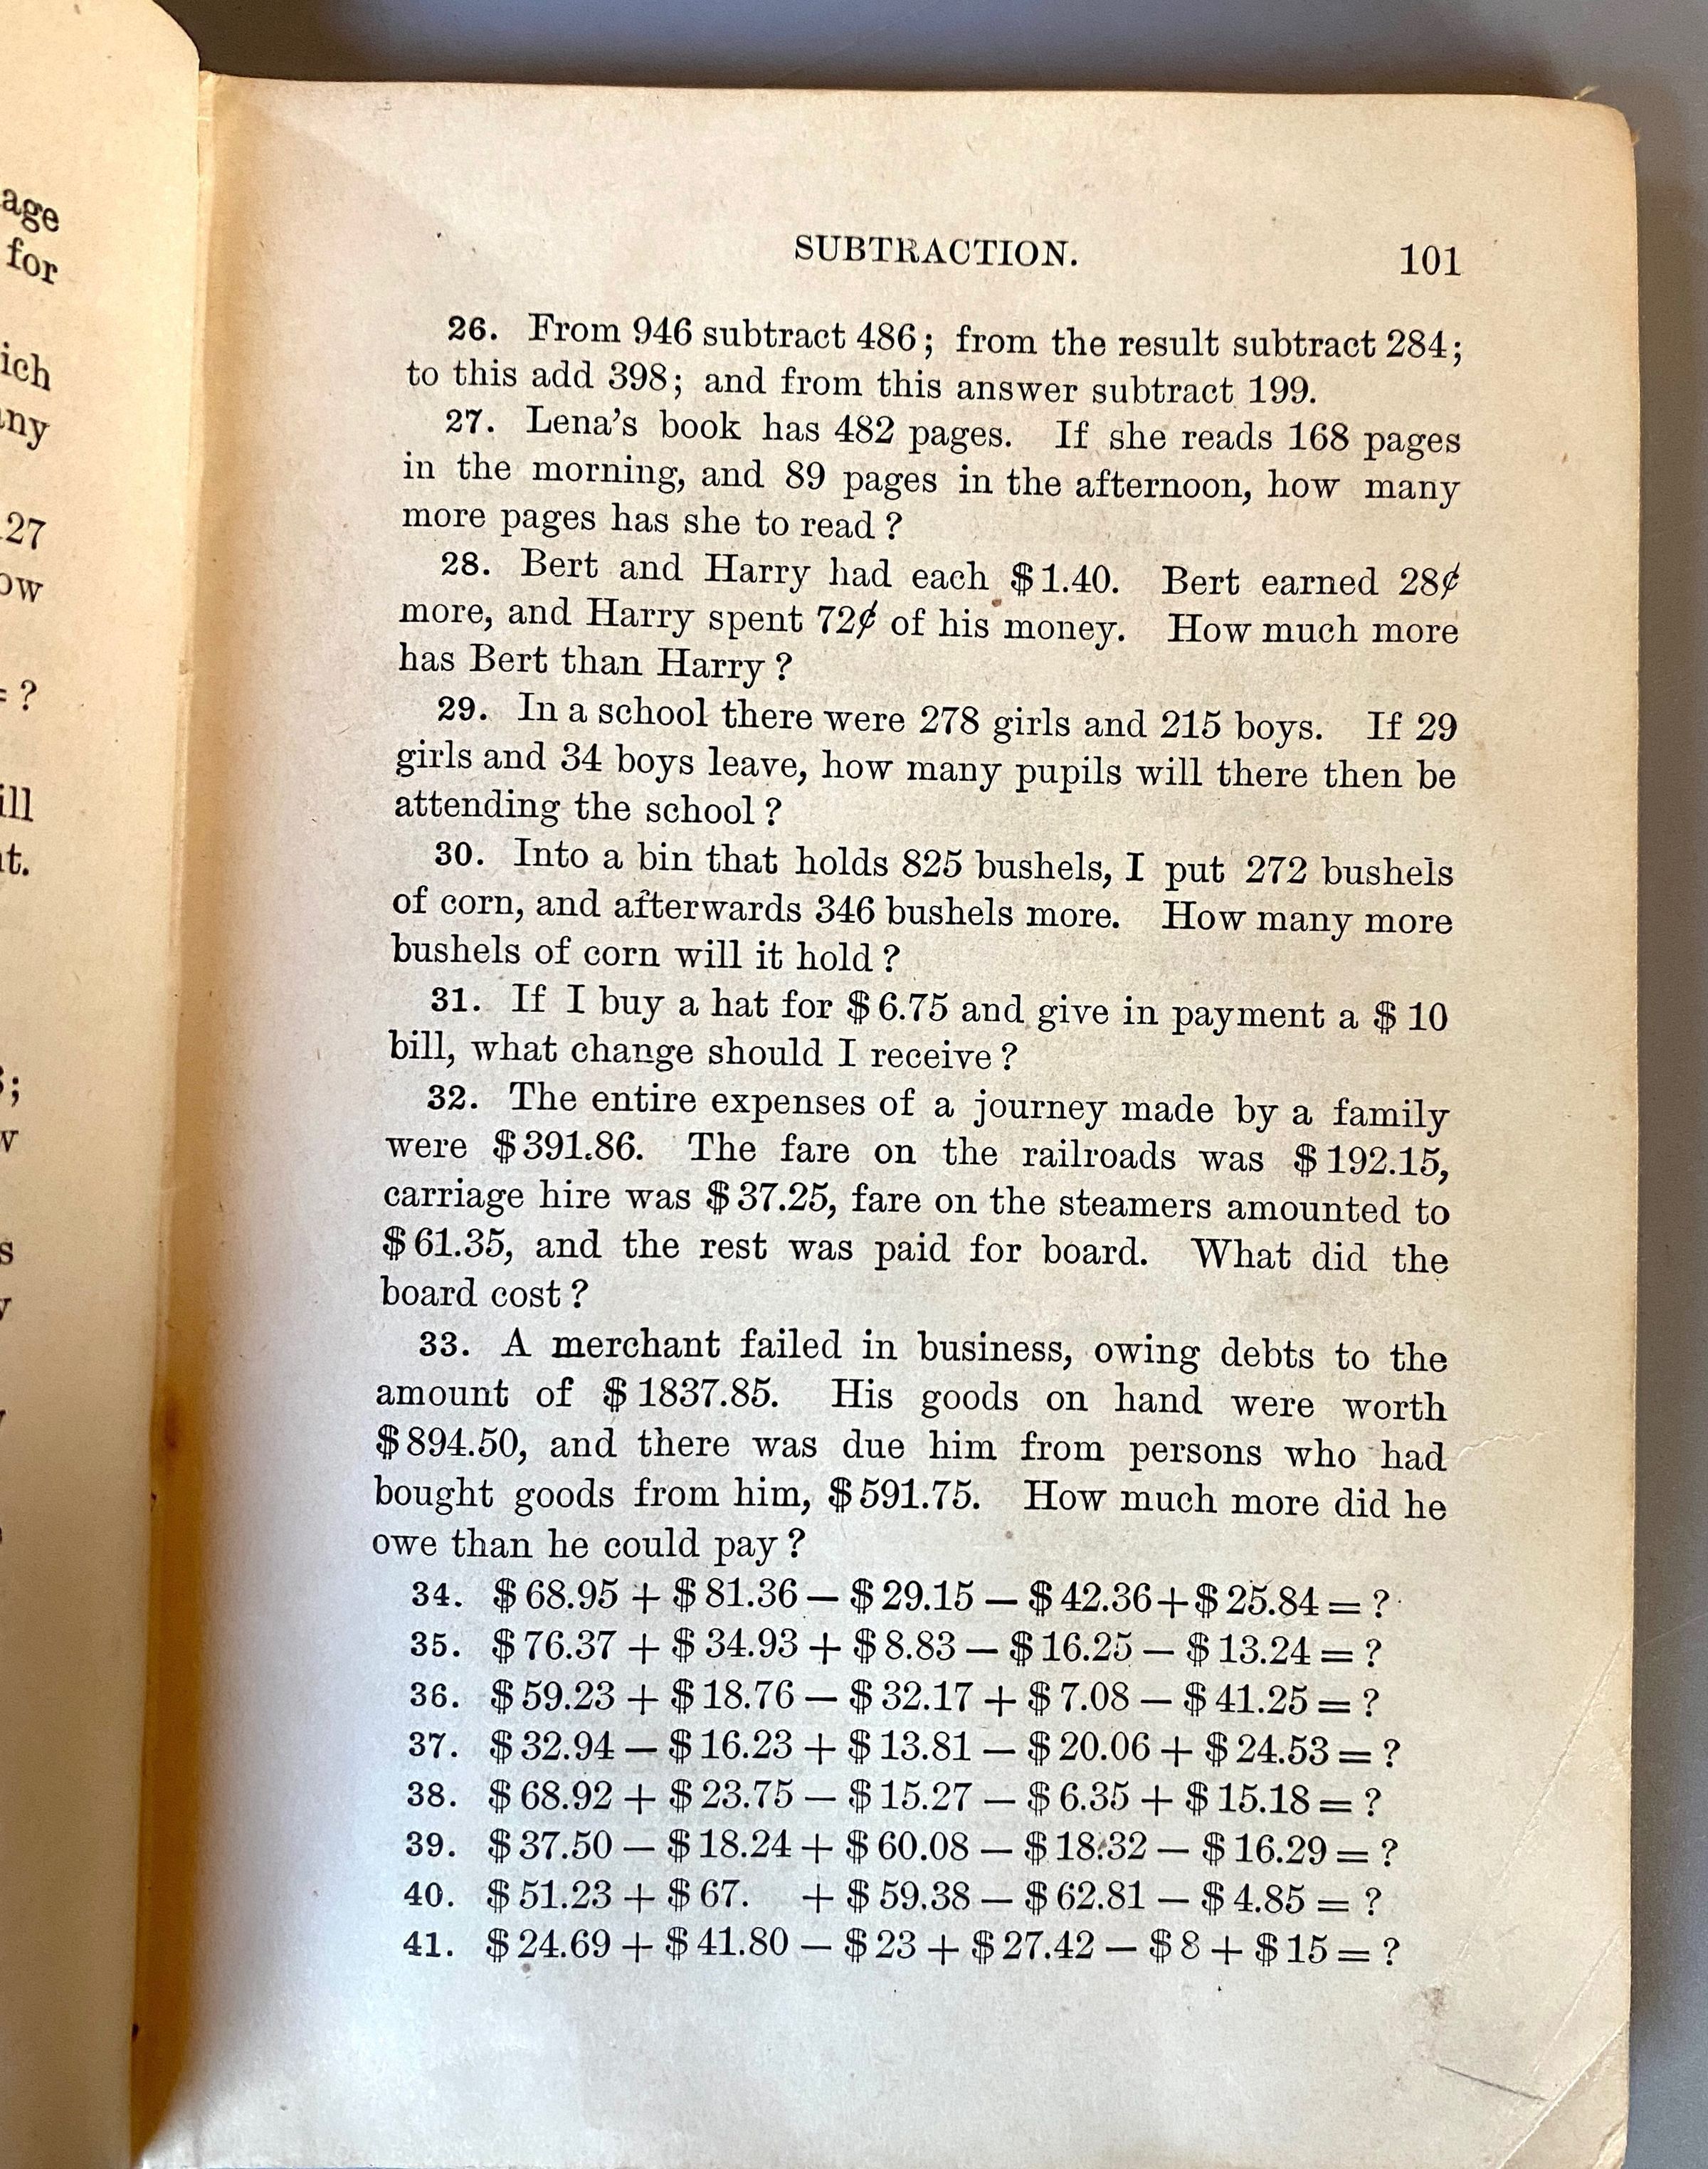 age
for
ich
any
27
ow
= ?
ill
t.
;
w
s
y
SUBTRACTION. 101
26. From 946 subtract 486; from the result subtract 284;
to this add 398; and from this answer subtract 199.
27. Lena's book has 482 pages. If she reads 168 pages
in the morning, and 89 pages in the afternoon, how many
more pages has she to read?
28. Bert and Harry had each $1.40. Bert earned 28¢
more, and Harry spent 72¢ of his money. How much more
has Bert than Harry?
29. In a school there were 278 girls and 215 boys. If 29
girls and 34 boys leave, how many pupils will there then be
attending the school?
30. Into a bin that holds 825 bushels, I put 272 bushels
of corn, and afterwards 346 bushels more. How many more
bushels of corn will it hold?
31. If I buy a hat for $6.75 and give in payment a $10
bill, what change should I receive?
32. The entire expenses of a journey made by a family
were $391.86. The fare on the railroads was $192.15,
carriage hire was $37.25, fare on the steamers amounted to
$61.35, and the rest was paid for board. What did the
board cost?
33. A merchant failed in business, owing debts to the
amount of $1837.85. His goods on hand were worth
$894.50, and there was due him from persons who had
bought goods from him, $591.75. How much more did he
owe than he could pay?
34. $68.95 + $81.36 — $29.15 — $42.36 + $25.84 = ?
35. $76.37 + $34.93 + $8.83 — $16.25 — $13.24 = ?
36. $59.23 + $18.76 — $32.17 + $7.08 — $41.25 = ?
37. $32.94 — $16.23 + $13.81 — $20.06 + $24.53 = ?
38. $68.92 + $23.75 — $15.27 — $6.35 + $15.18 = ?
39. $37.50 — $18.24 + $60.08 — $18.32 — $16.29 = ?
40. $51.23 + $67. + $59.38 — $62.81 — $4.85 = ?
41. $24.69 + $41.80 — $23 + $27.42 — $8 + $15 = ?